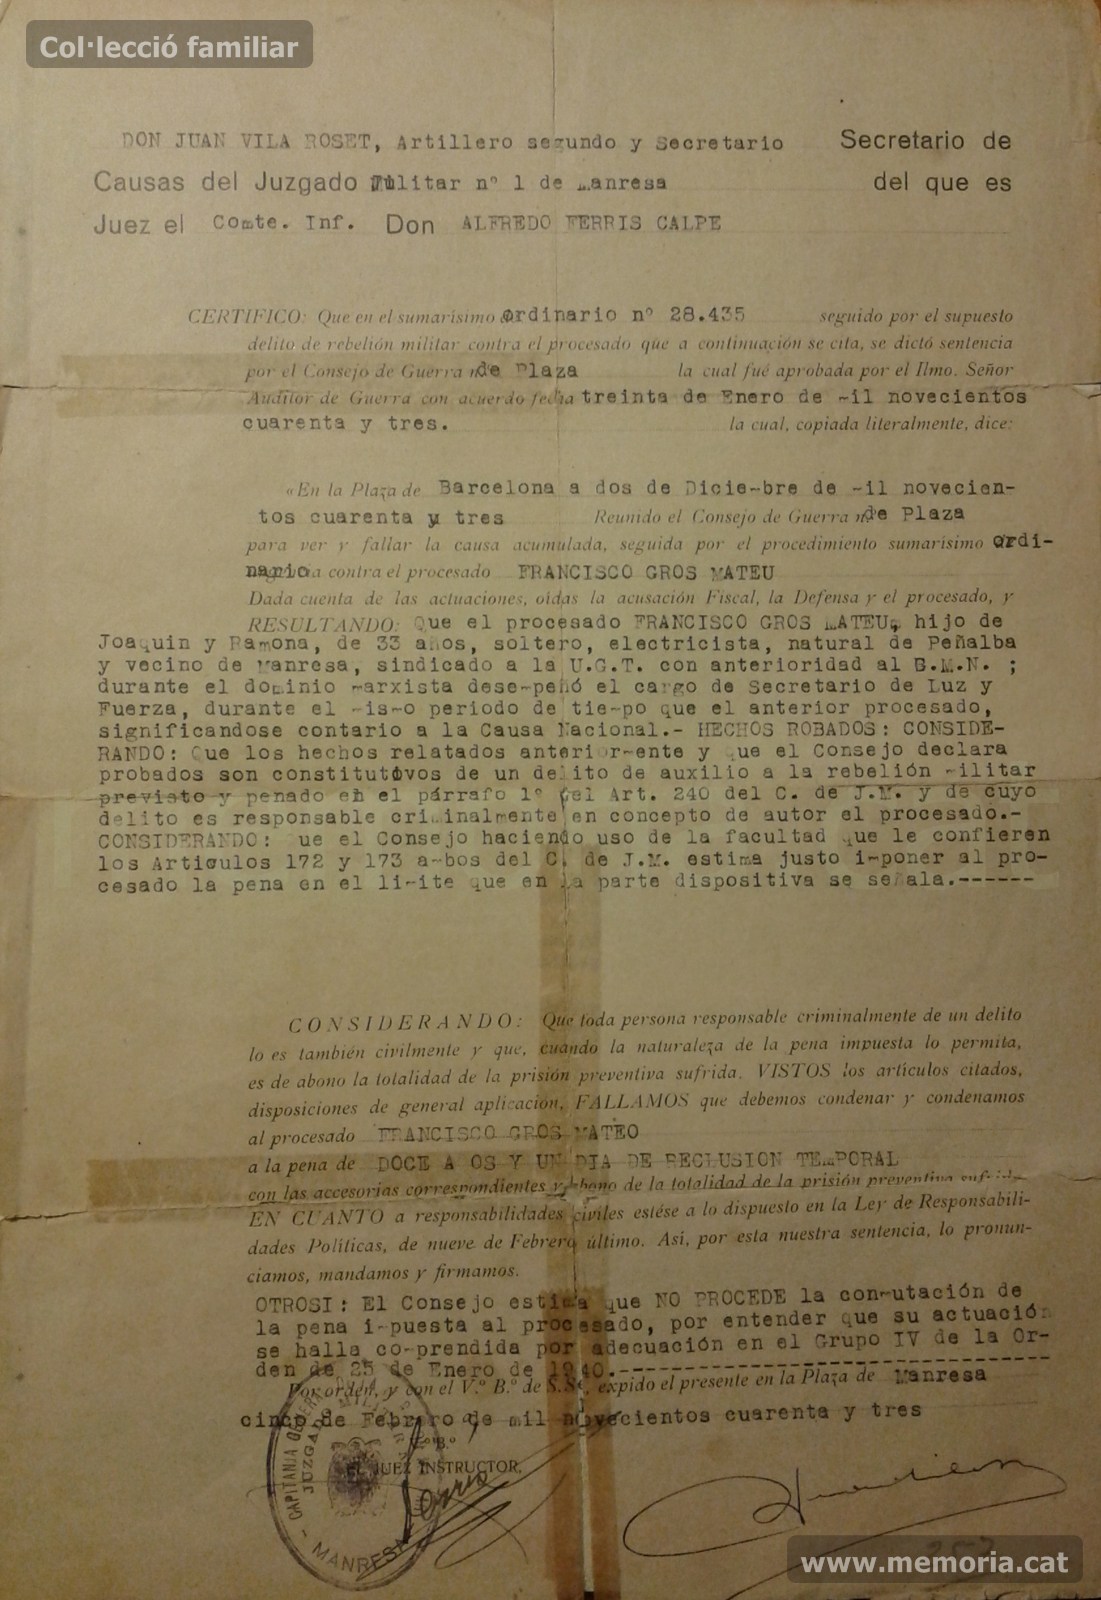 Col·lecció familiar
DON JUAN VILA ROSET, Artillero segundo y Secretario Secretario de
Causas del Juzgado Militar nº 1 de Manresa del que es
Juez el Comte. Inf. Don ALFREDO FERRIS CALPE
CERTIFICO: Que en el sumarísimo ordinario nº 28.435 seguido por el supuesto
delito de rebelión militar contra el procesado que a continuación se cita, se dictó sentencia
por el Consejo de Guerra de Plaza la cual fué aprobada por el Ilmo. Señor
Auditor de Guerra con acuerdo fecha treinta de Enero de mil novecientos
cuarenta y tres. la cual, copiada literalmente, dice:
«En la Plaza de Barcelona a dos de Diciembre de mil novecien-
tos cuarenta y tres Reunido el Consejo de Guerra de Plaza
para ver y fallar la causa acumulada, seguida por el procedimiento sumarísimo ordi-
nario contra el procesado FRANCISCO GROS MATEU
Dada cuenta de las actuaciones, oídas la acusación Fiscal, la Defensa y el procesado, y
RESULTANDO: Que el procesado FRANCISCO GROS MATEU, hijo de
Joaquin y Ramona, de 33 años, soltero, electricista, natural de Peñalba
y vecino de Manresa, sindicado a la U.G.T. con anterioridad al G.M.N. ;
durante el dominio marxista desempeñó el cargo de Secretario de Luz y
Fuerza, durante el mismo periodo de tiempo que el anterior procesado,
significandose contario a la Causa Nacional.- HECHOS ROBADOS: CONSIDE-
RANDO: Que los hechos relatados anteriormente y que el Consejo declara
probados son constitutivos de un delito de auxilio a la rebelión militar
previsto y penado en el párrafo 1º del Art. 240 del C. de J.M. y de cuyo
delito es responsable criminalmente en concepto de autor el procesado.-
CONSIDERANDO: ue el Consejo haciendo uso de la facultad que le confieren
los Articulos 172 y 173 ambos del C. de J.M. estima justo imponer al pro-
cesado la pena en el limite que en la parte dispositiva se señala.------
CONSIDERANDO: Que toda persona responsable criminalmente de un delito
lo es también civilmente y que, cuando la naturaleza de la pena impuesta lo permita,
es de abono la totalidad de la prisión preventiva sufrida. VISTOS los artículos citados,
disposiciones de general aplicación, FALLAMOS que debemos condenar y condenamos
al procesado FRANCISCO GROS MATEO
a la pena de DOCE A OS Y UN DIA DE RECLUSION TEMPORAL
con las accesorias correspondientes y abono de la totalidad de la prisión preventiva sufrida
EN CUANTO a responsabilidades civiles estése a lo dispuesto en la Ley de Responsabili-
dades Políticas, de nueve de Febrero último. Así, por esta nuestra sentencia, lo pronun-
ciamos, mandamos y firmamos.
OTROSI: El Consejo estima que NO PROCEDE la conmutación de
la pena impuesta al procesado, por entender que su actuación
se halla comprendida por adecuación en el Grupo IV de la Or-
den de 25 de Enero de 1940.------------------------------
Por orden, y con el V.º B.º de S.Sª, expido el presente en la Plaza de Manresa
cinco de Febrero de mil novecientos cuarenta y tres
V.º B.º
EL JUEZ INSTRUCTOR,
CAPITANIA GENERAL
JUZGADO MILITAR
MANRESA
www.memoria.cat